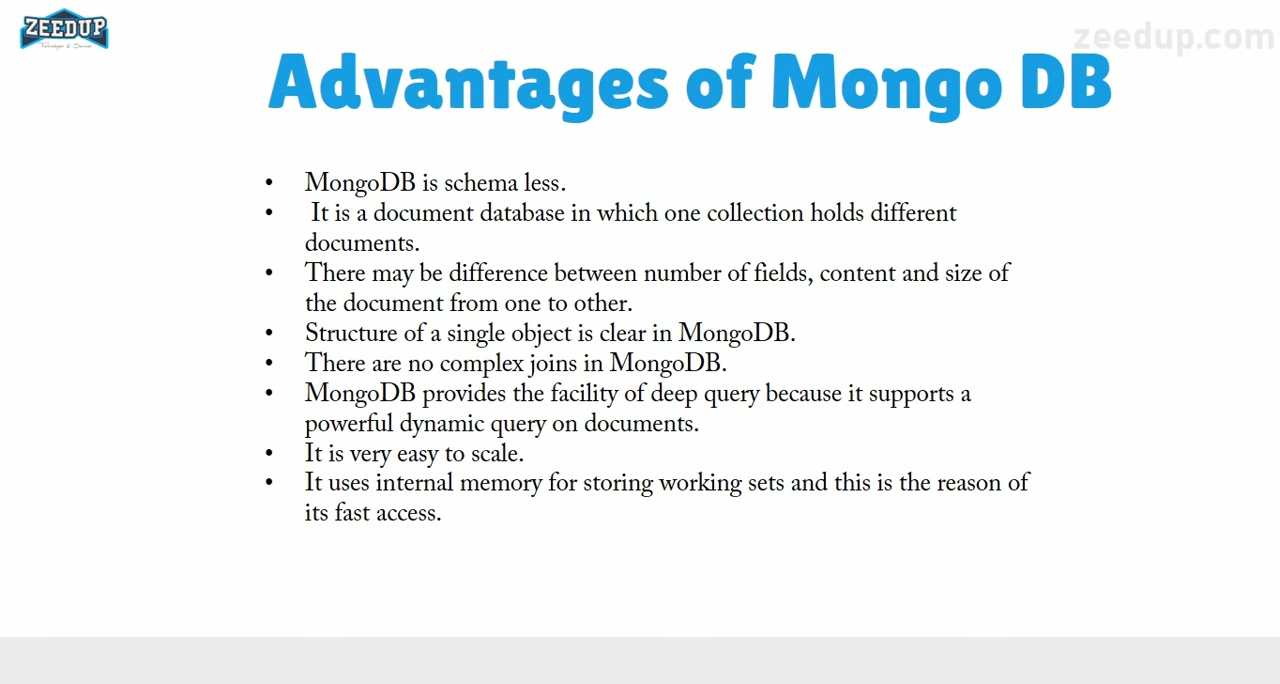 ZEEDUP
zeedup.com
Advantages of Mongo DB
• MongoDB is schema less.
• It is a document database in which one collection holds different
documents.
• There may be difference between number of fields, content and size of
the document from one to other.
• Structure of a single object is clear in MongoDB.
• There are no complex joins in MongoDB.
• MongoDB provides the facility of deep query because it supports a
powerful dynamic query on documents.
• It is very easy to scale.
• It uses internal memory for storing working sets and this is the reason of
its fast access.